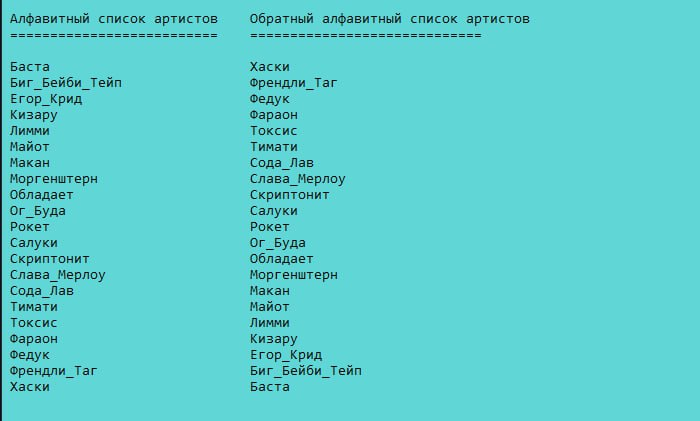 Алфавитный список артистов    Обратный алфавитный список артистов
==========================    =============================
Баста                         Хаски
Биг_Бейби_Тейп                Френдли_Таг
Егор_Крид                     Федук
Кизару                        Фараон
Лимми                         Токсис
Майот                         Тимати
Макан                         Сода_Лав
Моргенштерн                   Слава_Мерлоу
Обладает                      Скриптонит
Ог_Буда                       Салуки
Рокет                         Рокет
Салуки                        Ог_Буда
Скриптонит                    Обладает
Слава_Мерлоу                  Моргенштерн
Сода_Лав                      Макан
Тимати                        Майот
Токсис                        Лимми
Фараон                        Кизару
Федук                         Егор_Крид
Френдли_Таг                   Биг_Бейби_Тейп
Хаски                         Баста